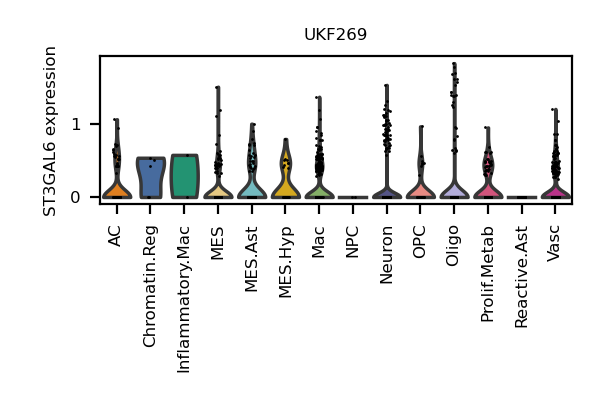 UKF269
ST3GAL6 expression
1
0
AC
Chromatin.Reg
Inflammatory.Mac
MES
MES.Ast
MES.Hyp
Mac
NPC
Neuron
OPC
Oligo
Prolif.Metab
Reactive.Ast
Vasc